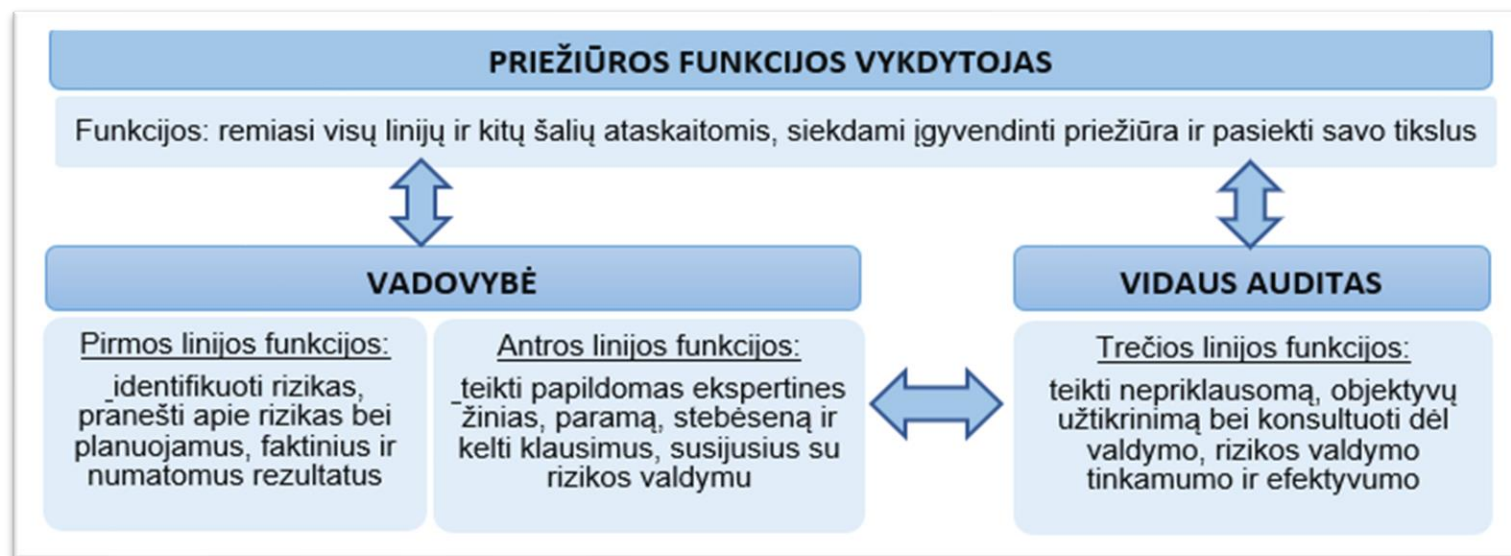 PRIEŽIŪROS FUNKCIJOS VYKDYTOJAS
Funkcijos: remiasi visų linijų ir kitų šalių ataskaitomis, siekdami įgyvendinti priežiūra ir pasiekti savo tikslus
VADOVYBĖ
Pirmos linijos funkcijos:
_identifikuoti rizikas,
pranešti apie rizikas bei
planuojamus, faktinius ir
numatomus rezultatus
Antros linijos funkcijos:
_teikti papildomas ekspertines
žinias, paramą, stebėseną ir
kelti klausimus, susijusius su
rizikos valdymu
VIDAUS AUDITAS
Trečios linijos funkcijos:
teikti nepriklausomą, objektyvų
užtikrinimą bei konsultuoti dėl
valdymo, rizikos valdymo
tinkamumo ir efektyvumo